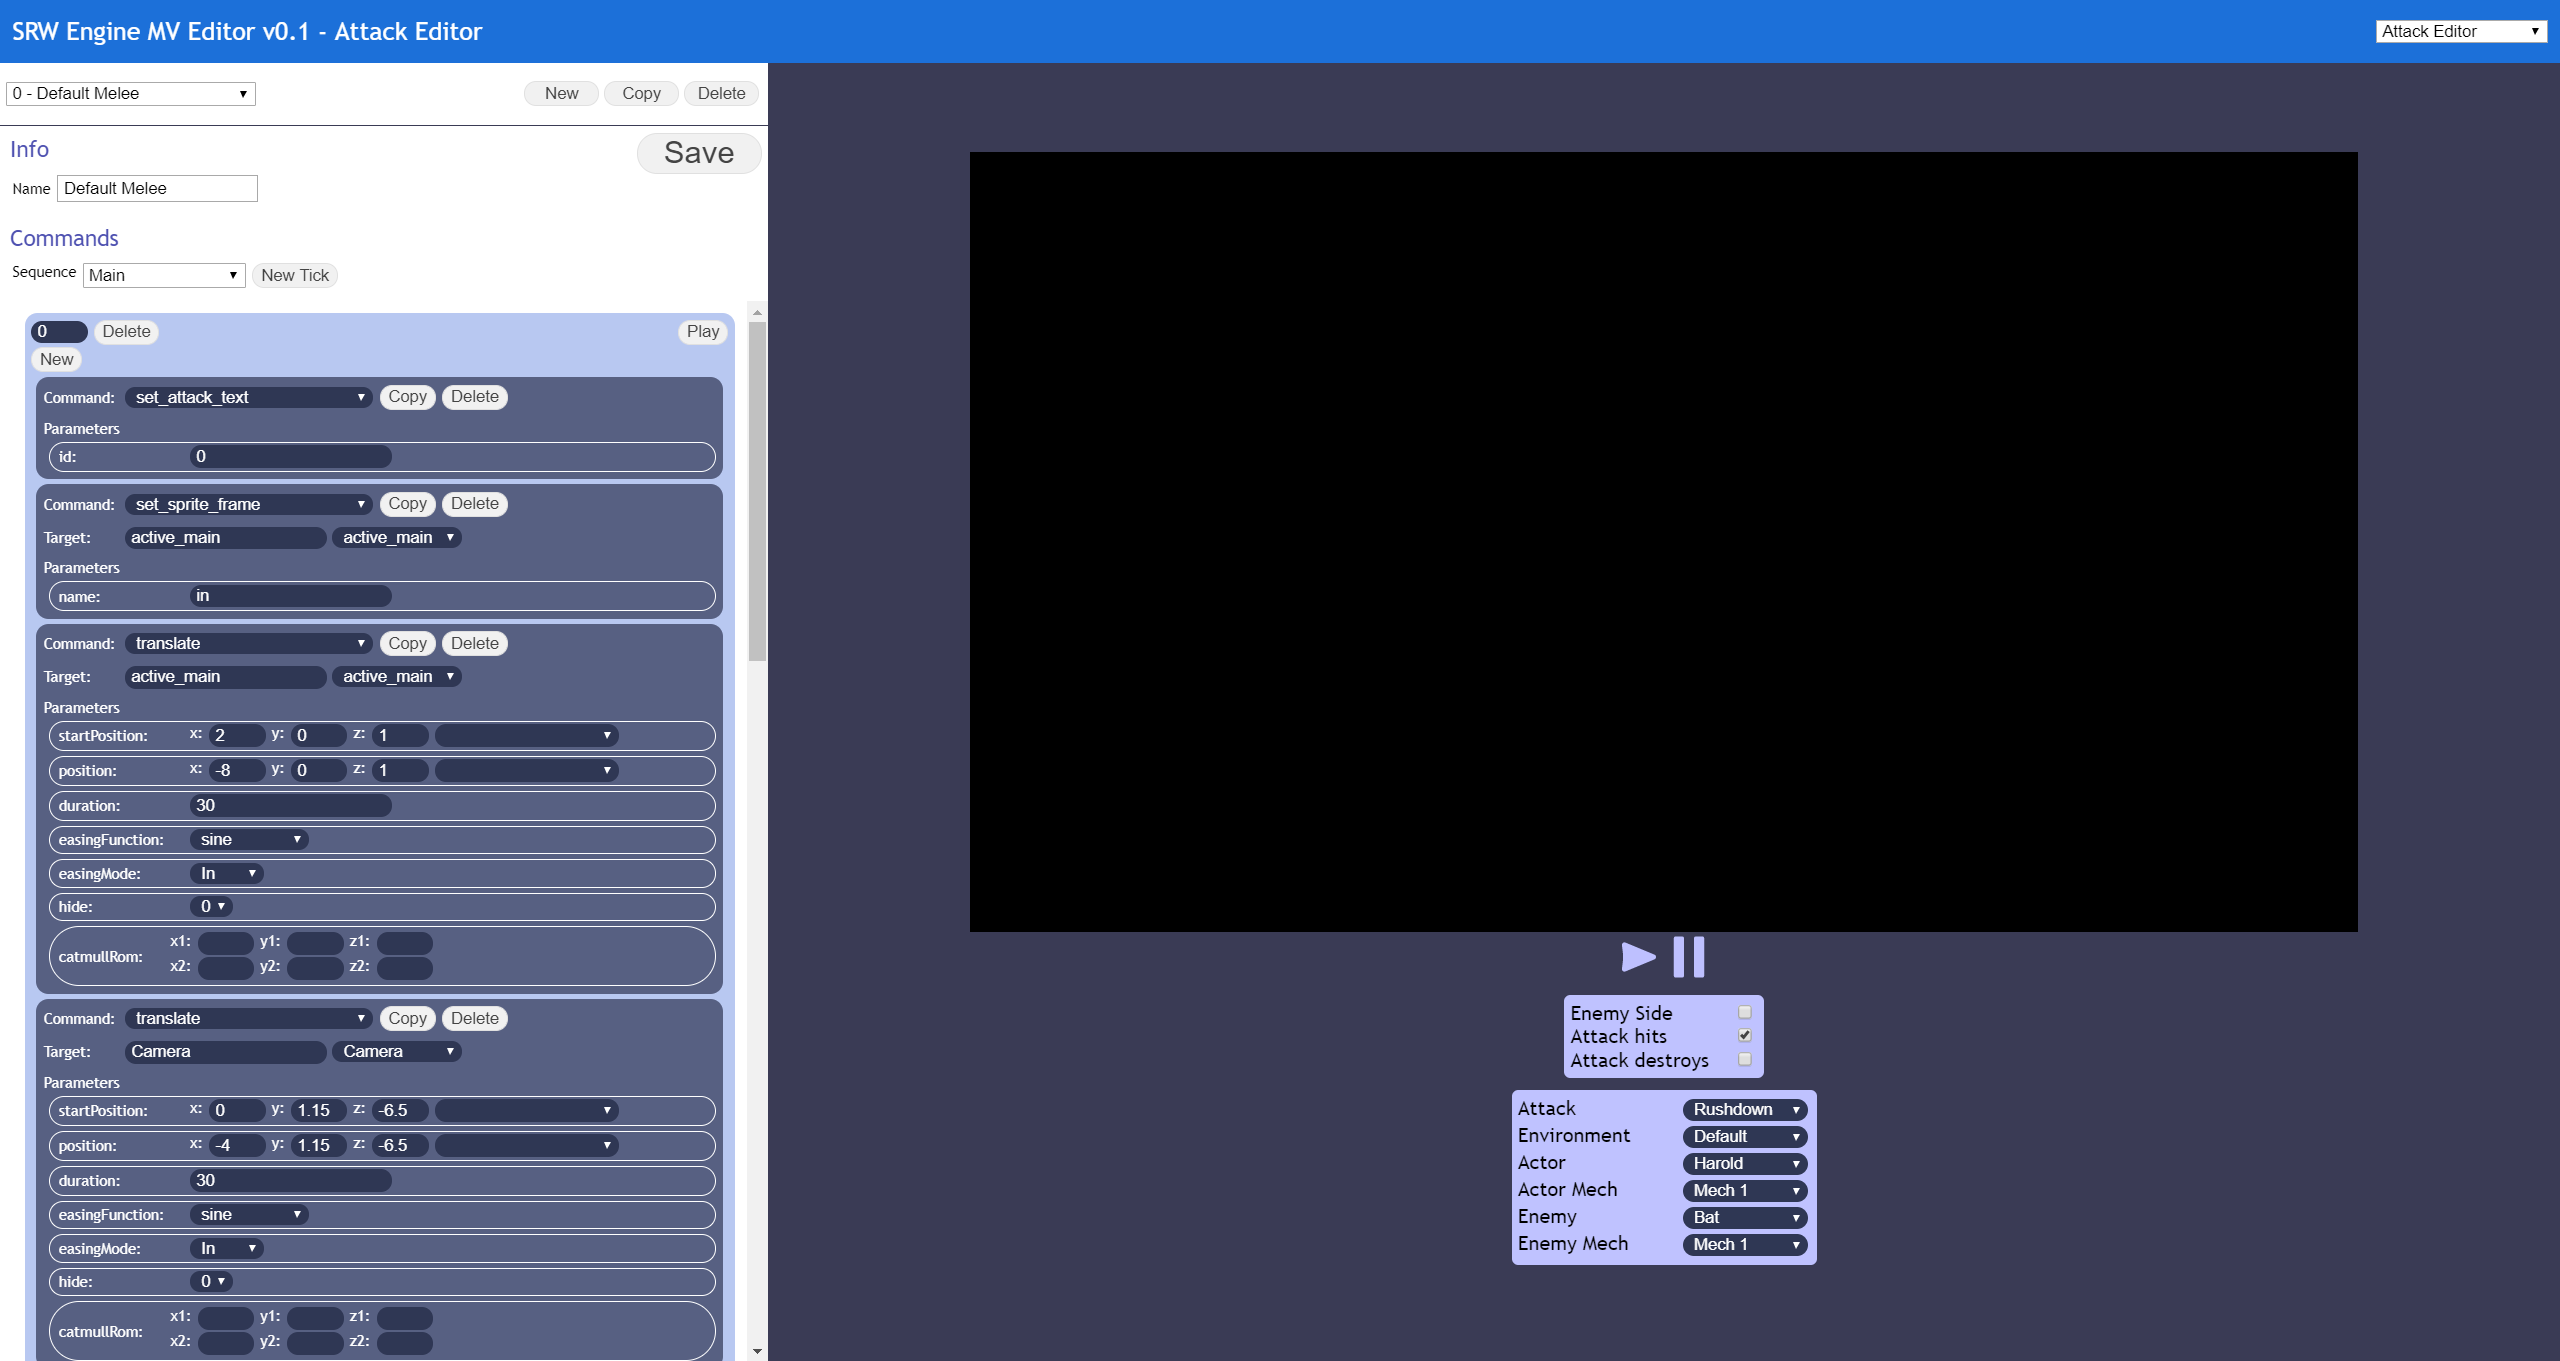 SRW Engine MV Editor v0.1 - Attack Editor
Attack Editor
0 - Default Melee
New Copy Delete
Info
Save
Name Default Melee
Commands
Sequence Main New Tick
0 Delete Play
New
Command: set_attack_text Copy Delete
Parameters
id: 0
Command: set_sprite_frame Copy Delete
Target: active_main active_main
Parameters
name: in
Command: translate Copy Delete
Target: active_main active_main
Parameters
startPosition: x: 2 y: 0 z: 1
position: x: -8 y: 0 z: 1
duration: 30
easingFunction: sine
easingMode: In
hide: 0
catmullRom: x1: y1: z1:
x2: y2: z2:
Command: translate Copy Delete
Target: Camera Camera
Parameters
startPosition: x: 0 y: 1.15 z: -6.5
position: x: -4 y: 1.15 z: -6.5
duration: 30
easingFunction: sine
easingMode: In
hide: 0
catmullRom: x1: y1: z1:
x2: y2: z2:
Enemy Side
Attack hits
Attack destroys
Attack Rushdown
Environment Default
Actor Harold
Actor Mech Mech 1
Enemy Bat
Enemy Mech Mech 1